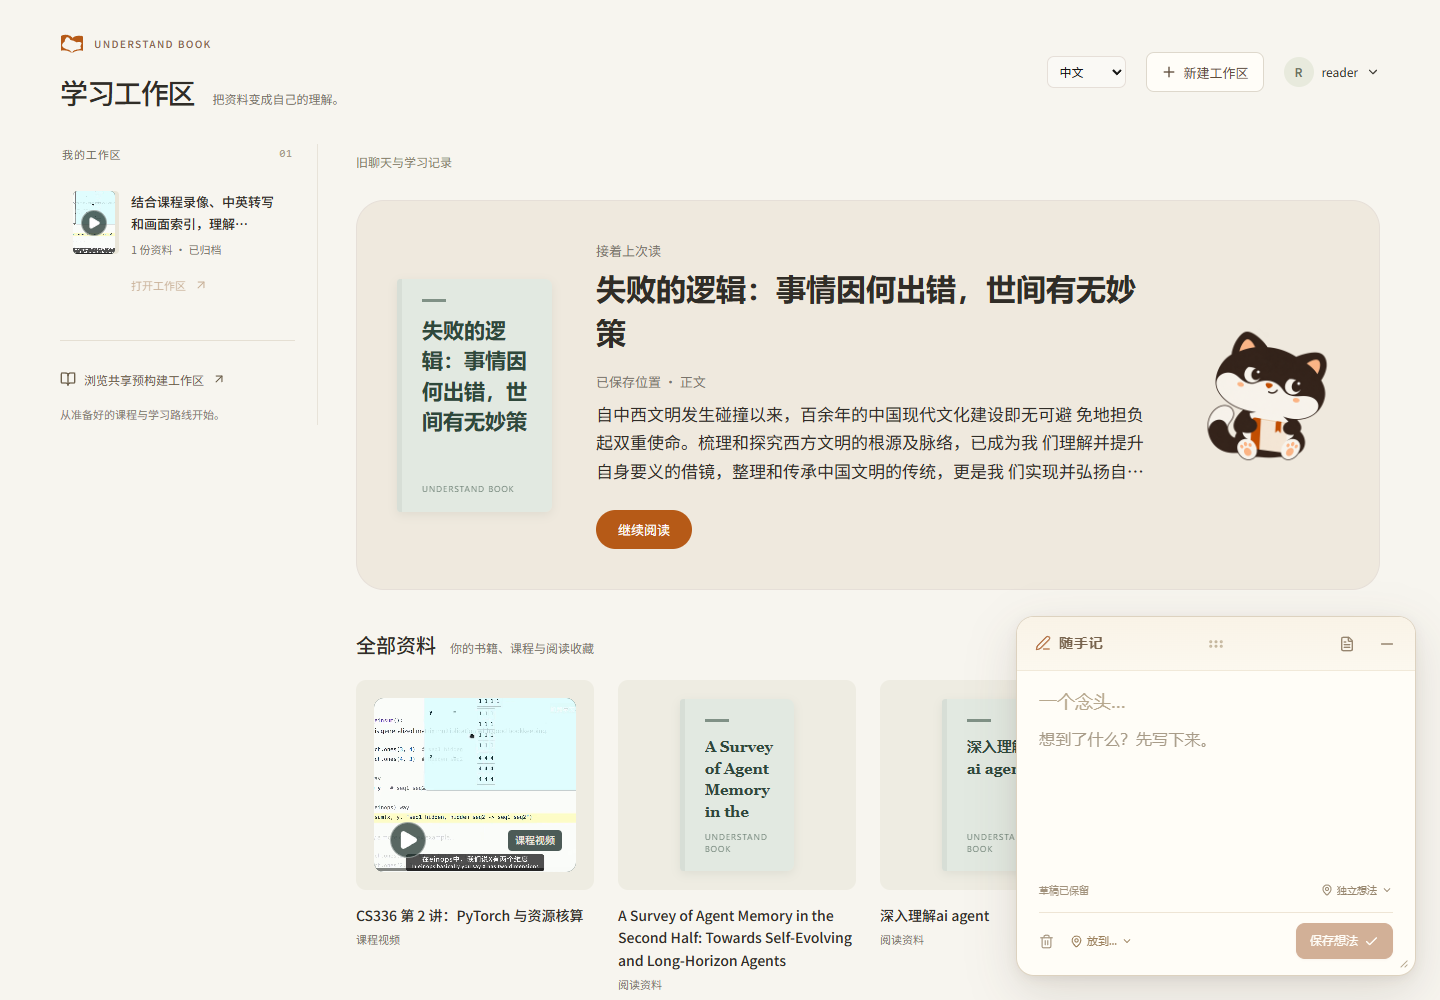 UNDERSTAND BOOK
学习工作区
把资料变成自己的理解。
中文
新建工作区
R
reader
我的工作区
01
结合课程录像、中英转写
和画面索引，理解…
1 份资料 · 已归档
打开工作区
浏览共享预构建工作区
从准备好的课程与学习路线开始。
旧聊天与学习记录
失败的逻
辑：事情因
何出错，世
间有无妙策
UNDERSTAND BOOK
接着上次读
失败的逻辑：事情因何出错，世间有无妙
策
已保存位置 · 正文
自中西文明发生碰撞以来，百余年的中国现代文化建设即无可避 免地担负
起双重使命。梳理和探究西方文明的根源及脉络，已成为我 们理解并提升
自身要义的借镜，整理和传承中国文明的传统，更是我 们实现并弘扬自…
继续阅读
全部资料
你的书籍、课程与阅读收藏
课程视频
在einops中，我们说X有两个维度
CS336 第 2 讲：PyTorch 与资源核算
课程视频
A Survey
of Agent
Memory
in the
UNDERSTAND
BOOK
A Survey of Agent Memory in the
Second Half: Towards Self-Evolving
and Long-Horizon Agents
阅读资料
深入理解
ai agen
UNDERSTA
BOOK
深入理解ai agent
阅读资料
随手记
一个念头...
想到了什么？先写下来。
草稿已保留
独立想法
放到...
保存想法